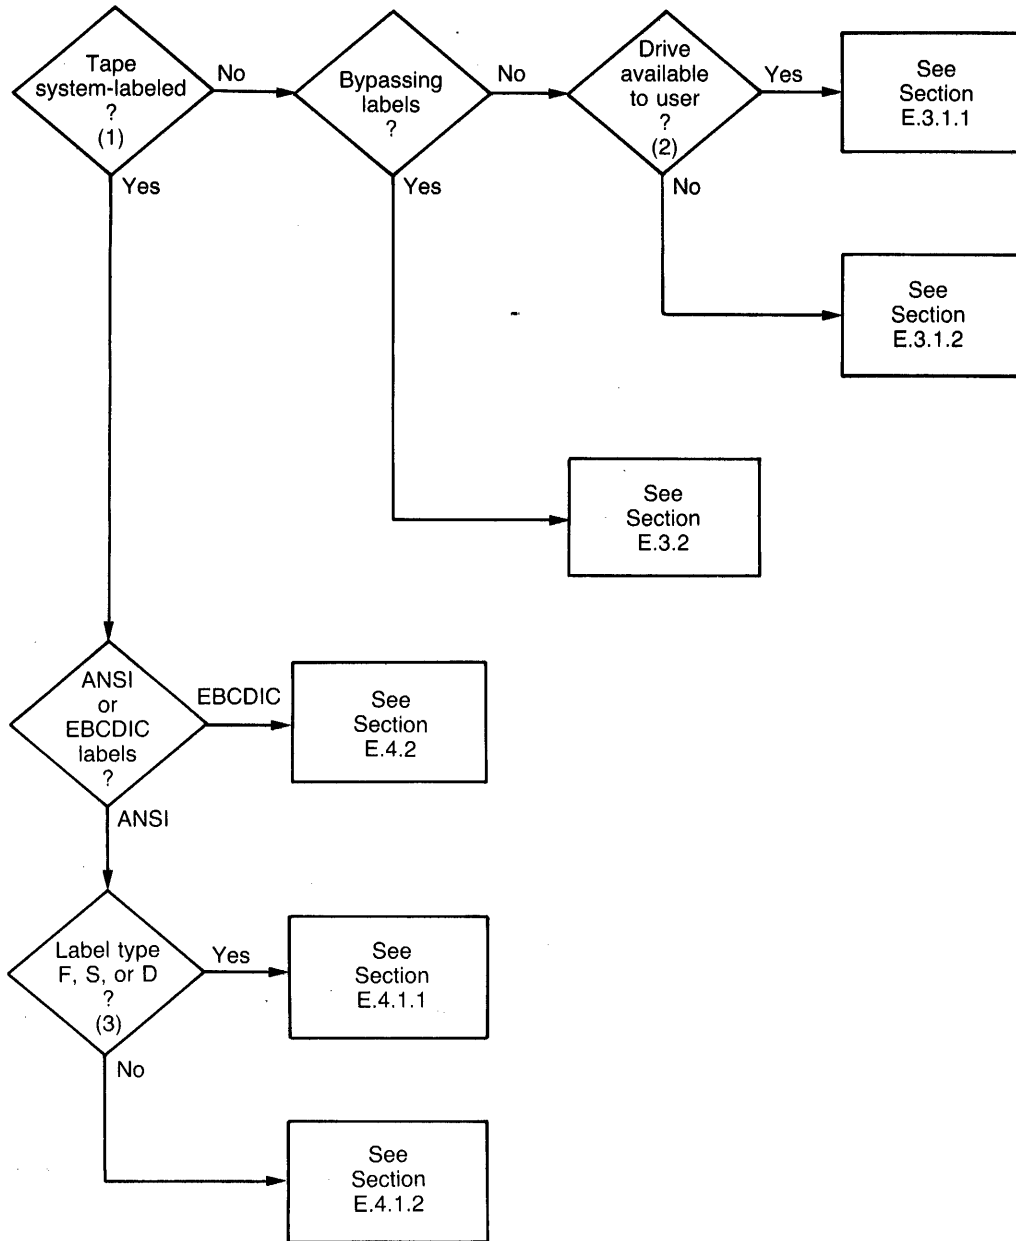 Tape
system-labeled
?
(1)
No
Yes
Bypassing
labels
?
No
Yes
Drive
available
to user
?
(2)
Yes
No
See
Section
E.3.1.1
See
Section
E.3.1.2
See
Section
E.3.2
ANSI
or
EBCDIC
labels
?
EBCDIC
ANSI
See
Section
E.4.2
Label type
F, S, or D
?
(3)
Yes
No
See
Section
E.4.1.1
See
Section
E.4.1.2